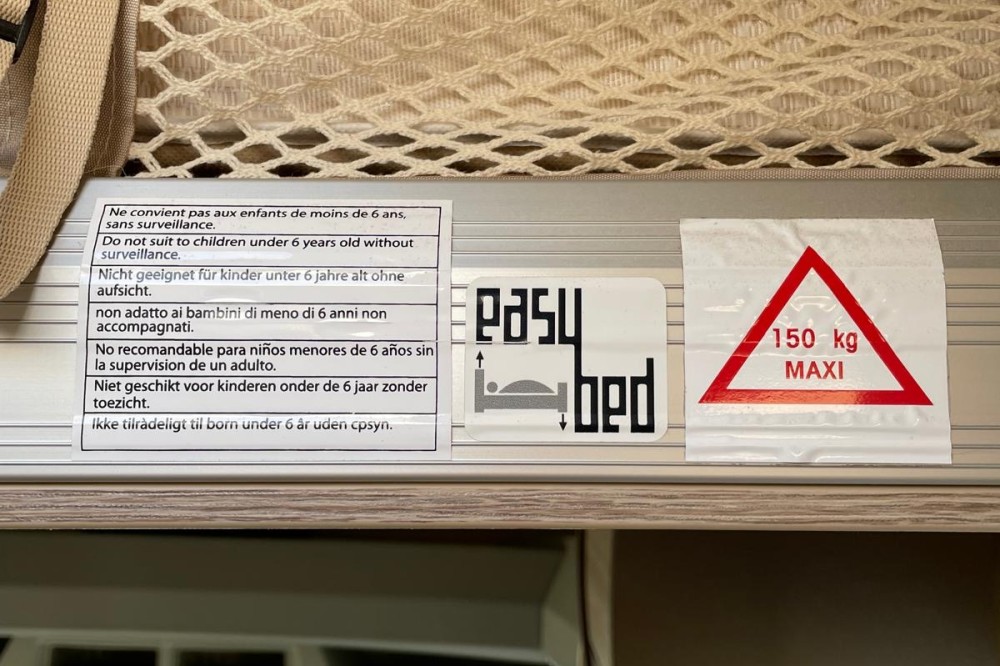 Ne convient pas aux enfants de moins de 6 ans,
sans surveillance.
Do not suit to children under 6 years old without
surveillance.
Nicht geeignet für kinder unter 6 jahre alt ohne
aufsicht.
non adatto ai bambini di meno di 6 anni non
accompagnati.
No recomandable para niños menores de 6 años sin
la supervision de un adulto.
Niet geschikt voor kinderen onder de 6 jaar zonder
toezicht.
Ikke tilrådeligt til born under 6 år uden cpsyn.
easy
bed
150 kg
MAXI